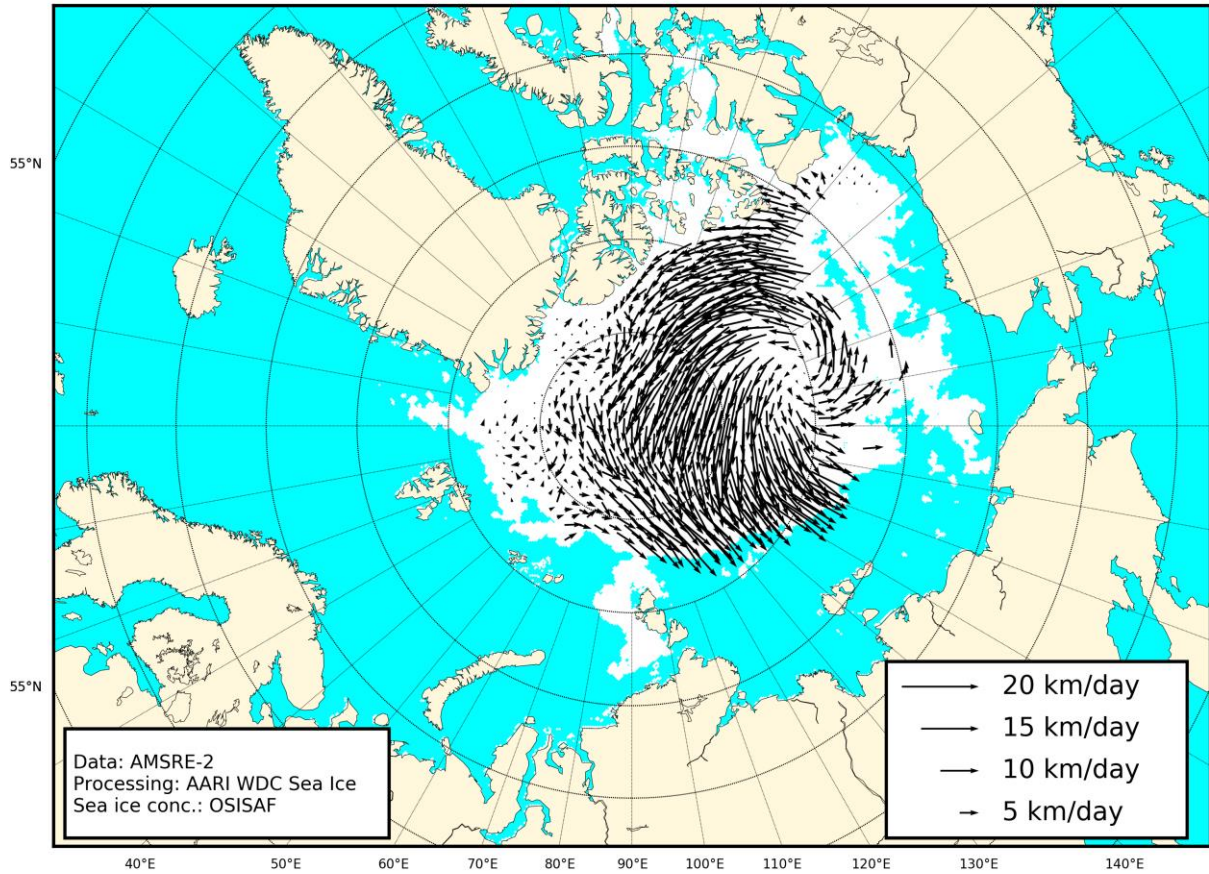 55°N
55°N
20 km/day
15 km/day
10 km/day
5 km/day
Data: AMSRE-2
Processing: AARI WDC Sea Ice
Sea ice conc.: OSISAF
40°E 50°E 60°E 70°E 80°E 90°E 100°E 110°E 120°E 130°E 140°E